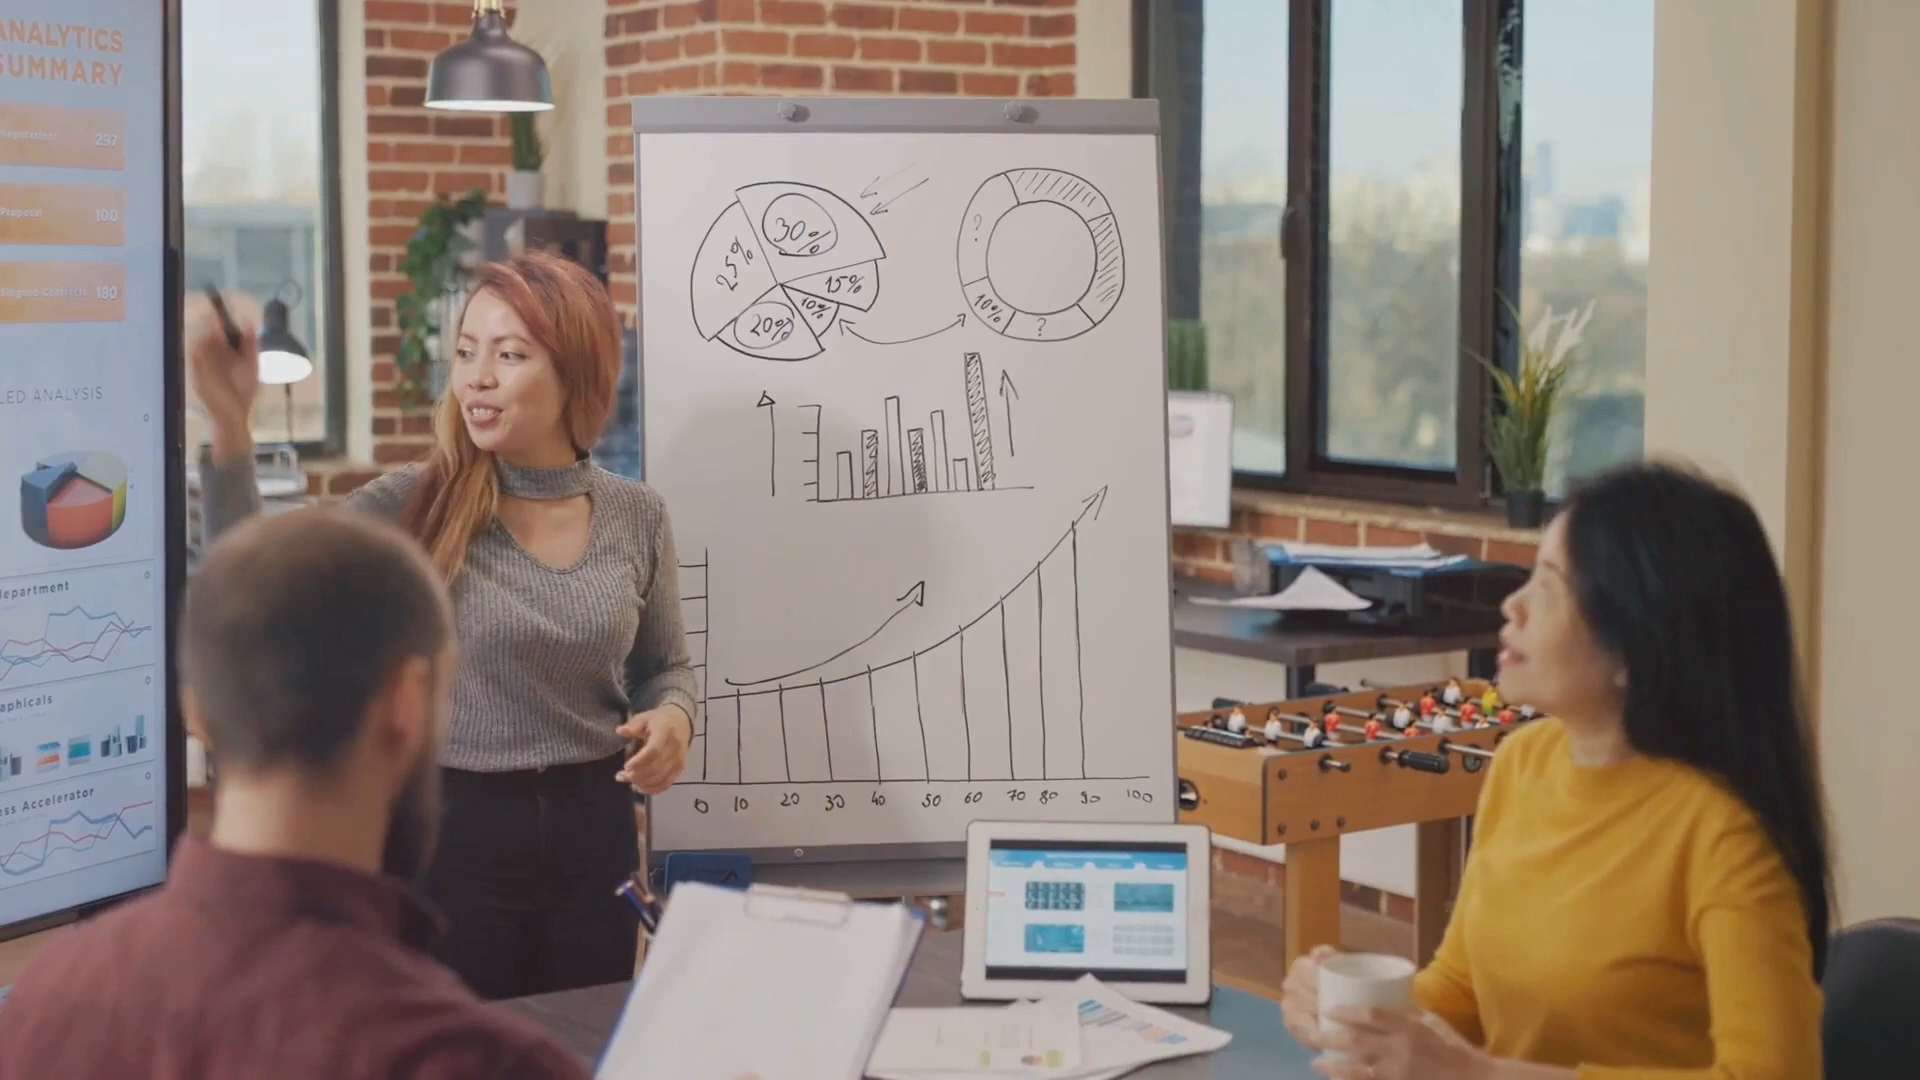 ANALYTICS
SUMMARY
297
Proposal 100
180
LED ANALYSIS
department
aphicals
ess Accelerator
30%
25%
15%
10%
20%
?
10%
?
0 10 20 30 40 50 60 70 80 90 100